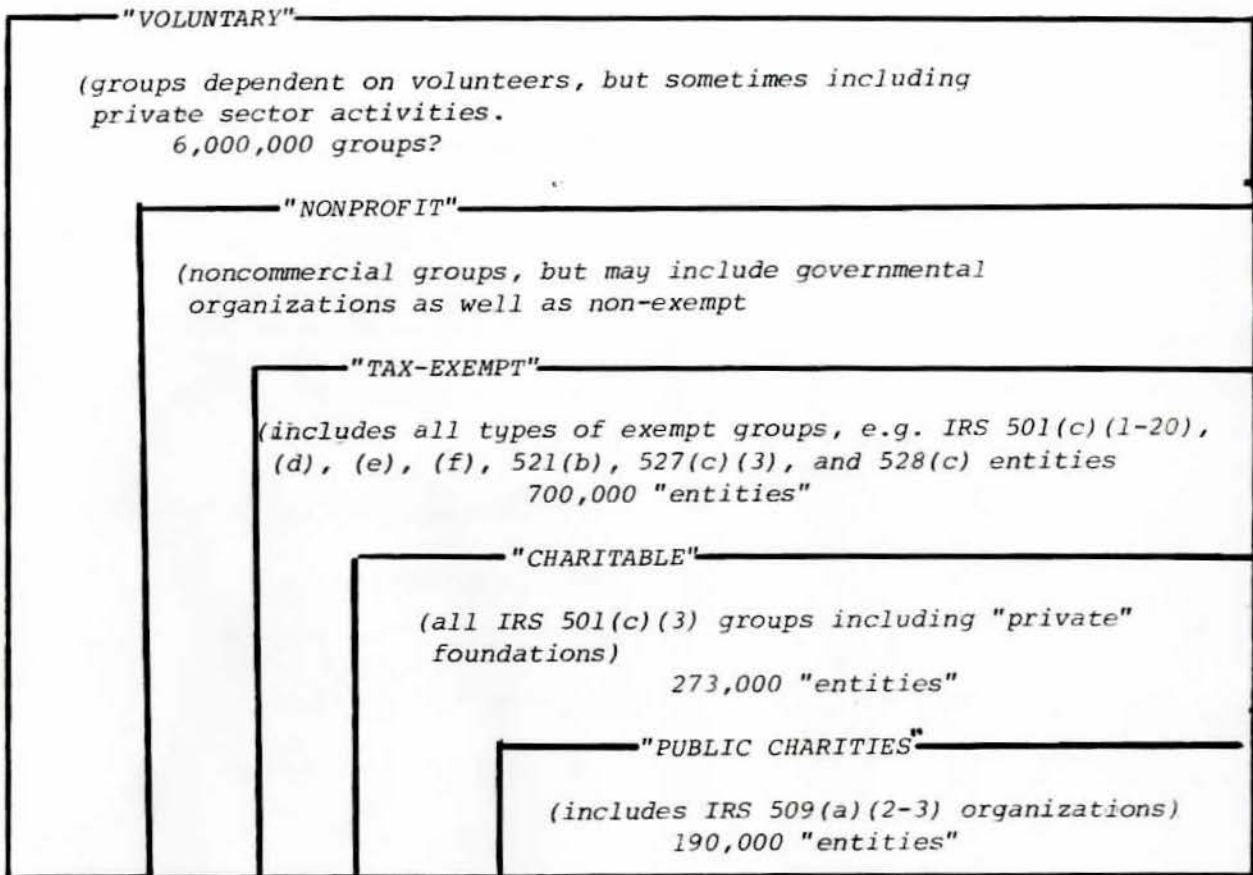 "VOLUNTARY"
(groups dependent on volunteers, but sometimes including
private sector activities.
6,000,000 groups?
"NONPROFIT"
(noncommercial groups, but may include governmental
organizations as well as non-exempt
"TAX-EXEMPT"
(includes all types of exempt groups, e.g. IRS 501(c)(1-20),
(d), (e), (f), 521(b), 527(c)(3), and 528(c) entities
700,000 "entities"
"CHARITABLE"
(all IRS 501(c)(3) groups including "private"
foundations)
273,000 "entities"
"PUBLIC CHARITIES"
(includes IRS 509(a)(2-3) organizations)
190,000 "entities"